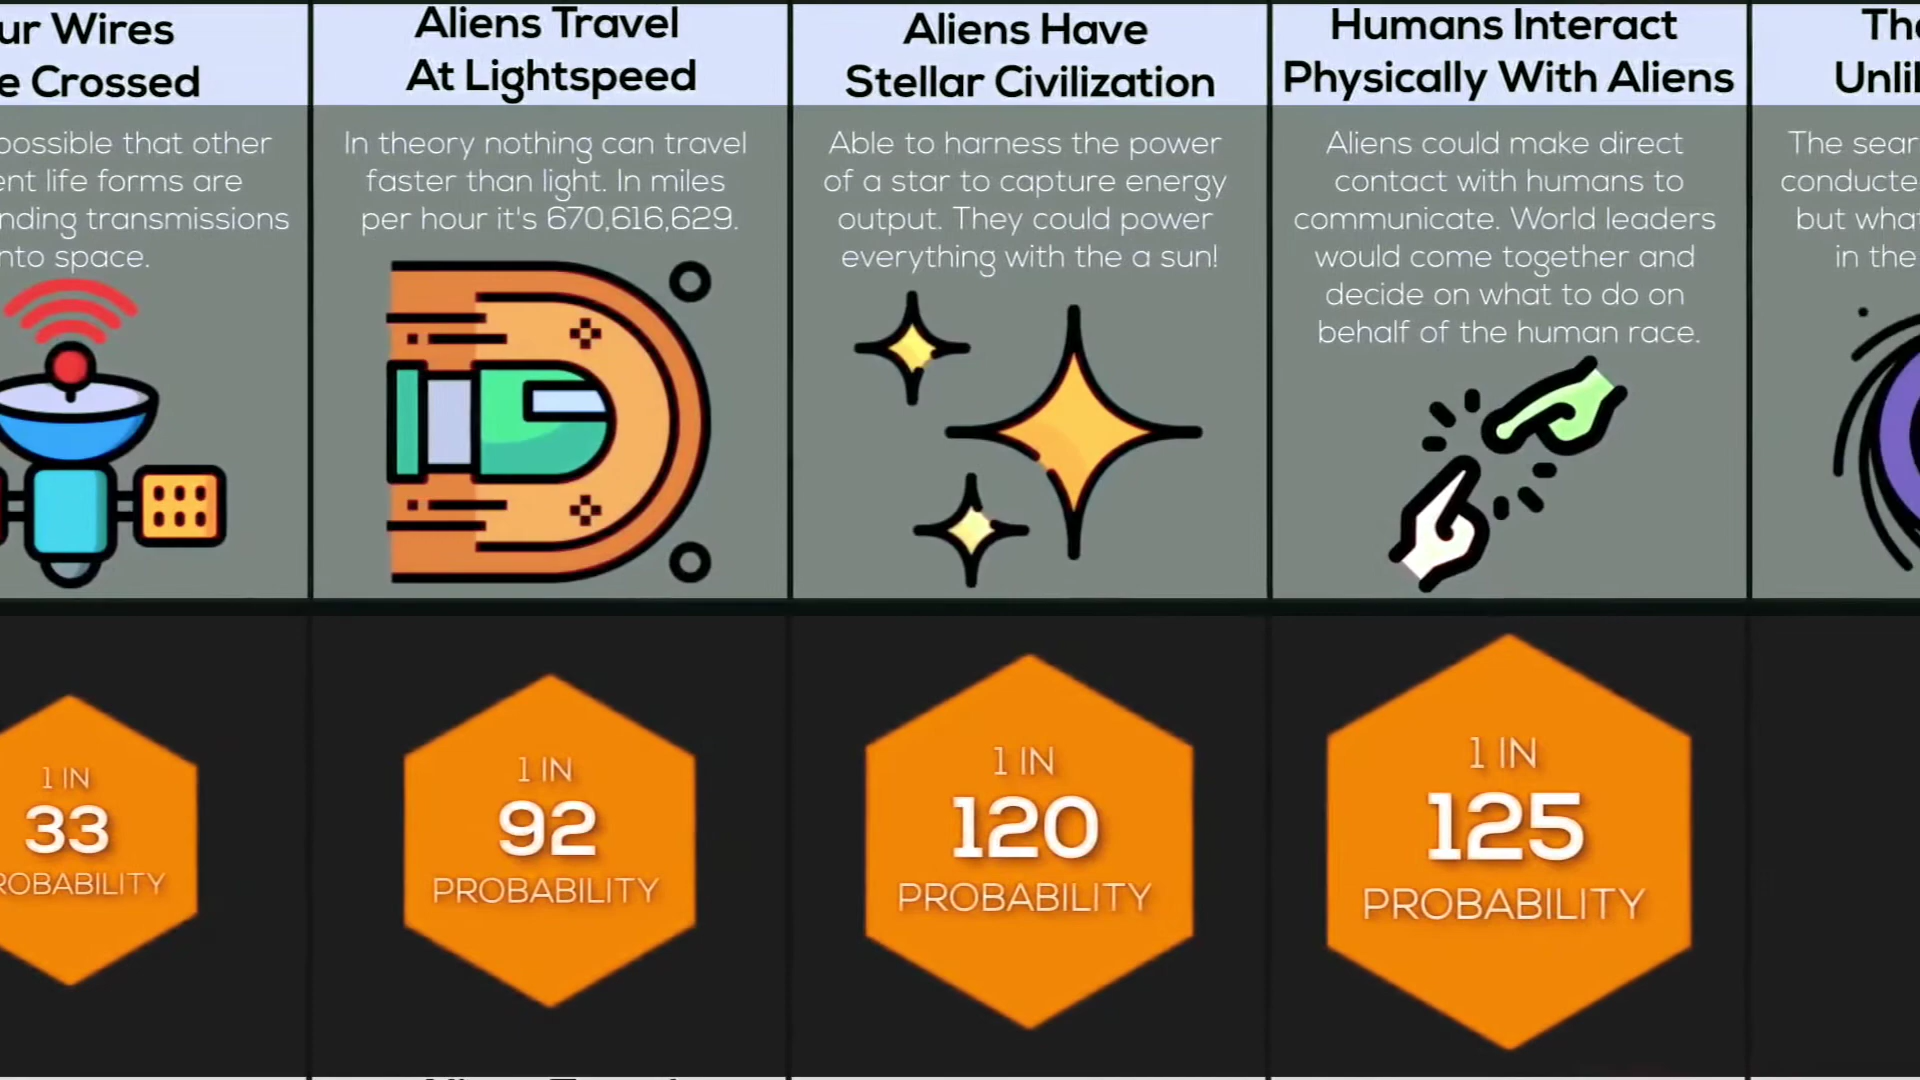 ur Wires
e Crossed
possible that other
ent life forms are
nding transmissions
nto space.
1 IN
33
ROBABILITY
Aliens Travel
At Lightspeed
In theory nothing can travel
faster than light. In miles
per hour it's 670,616,629.
1 IN
92
PROBABILITY
Aliens Have
Stellar Civilization
Able to harness the power
of a star to capture energy
output. They could power
everything with the a sun!
1 IN
120
PROBABILITY
Humans Interact
Physically With Aliens
Aliens could make direct
contact with humans to
communicate. World leaders
would come together and
decide on what to do on
behalf of the human race.
1 IN
125
PROBABILITY
The
Unli
The sear
conducte
but wha
in the